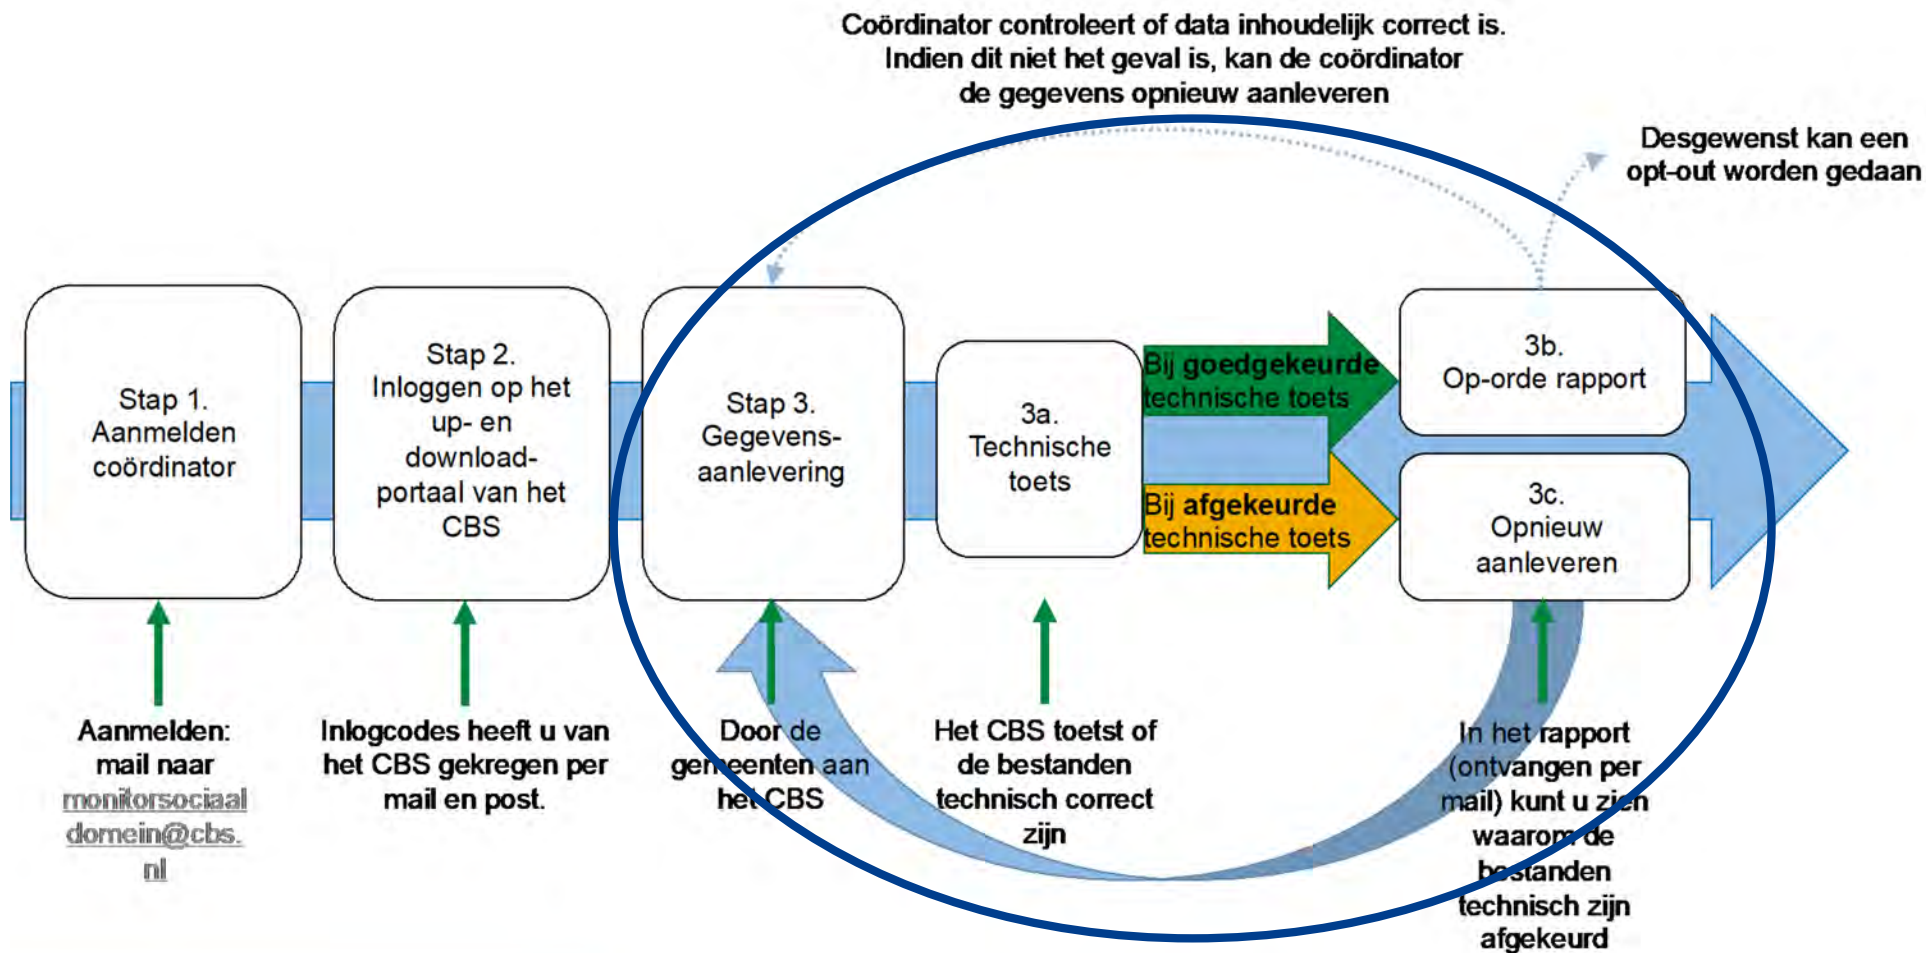 Coördinator controleert of data inhoudelijk correct is.
Indien dit niet het geval is, kan de coördinator
de gegevens opnieuw aanleveren
Desgewenst kan een
opt-out worden gedaan
Stap 1.
Aanmelden
coördinator
Stap 2.
Inloggen op het
up- en
download-
portaal van het
CBS
Stap 3.
Gegevens-
aanlevering
3a.
Technische
toets
Bij goedgekeurde
technische toets
Bij afgekeurde
technische toets
3b.
Op-orde rapport
3c.
Opnieuw
aanleveren
Aanmelden:
mail naar
monitorsociaal
domein@cbs.
nl
Inlogcodes heeft u van
het CBS gekregen per
mail en post.
Door de
gemeenten aan
het CBS
Het CBS toetst of
de bestanden
technisch correct
zijn
In het rapport
(ontvangen per
mail) kunt u zien
waarom de
bestanden
technisch zijn
afgekeurd